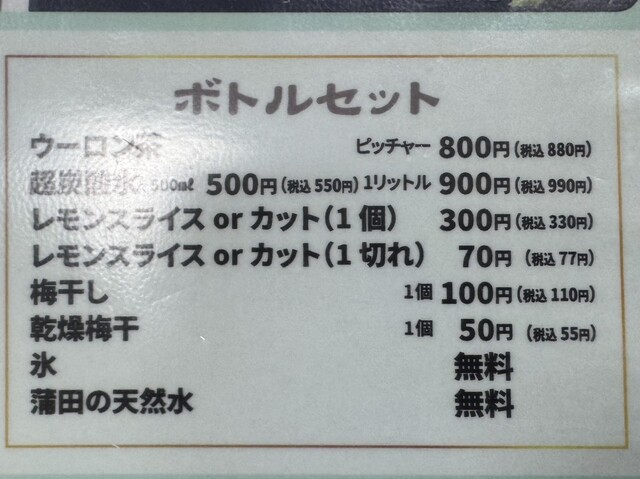 ボトルセット
ウーロン茶 ピッチャー 800円(税込880円)
超炭酸水 500ml 500円(税込550円) 1リットル 900円(税込990円)
レモンスライス or カット(1個) 300円(税込330円)
レモンスライス or カット(1切れ) 70円(税込77円)
梅干し 1個 100円(税込110円)
乾燥梅干 1個 50円(税込55円)
氷 無料
蒲田の天然水 無料